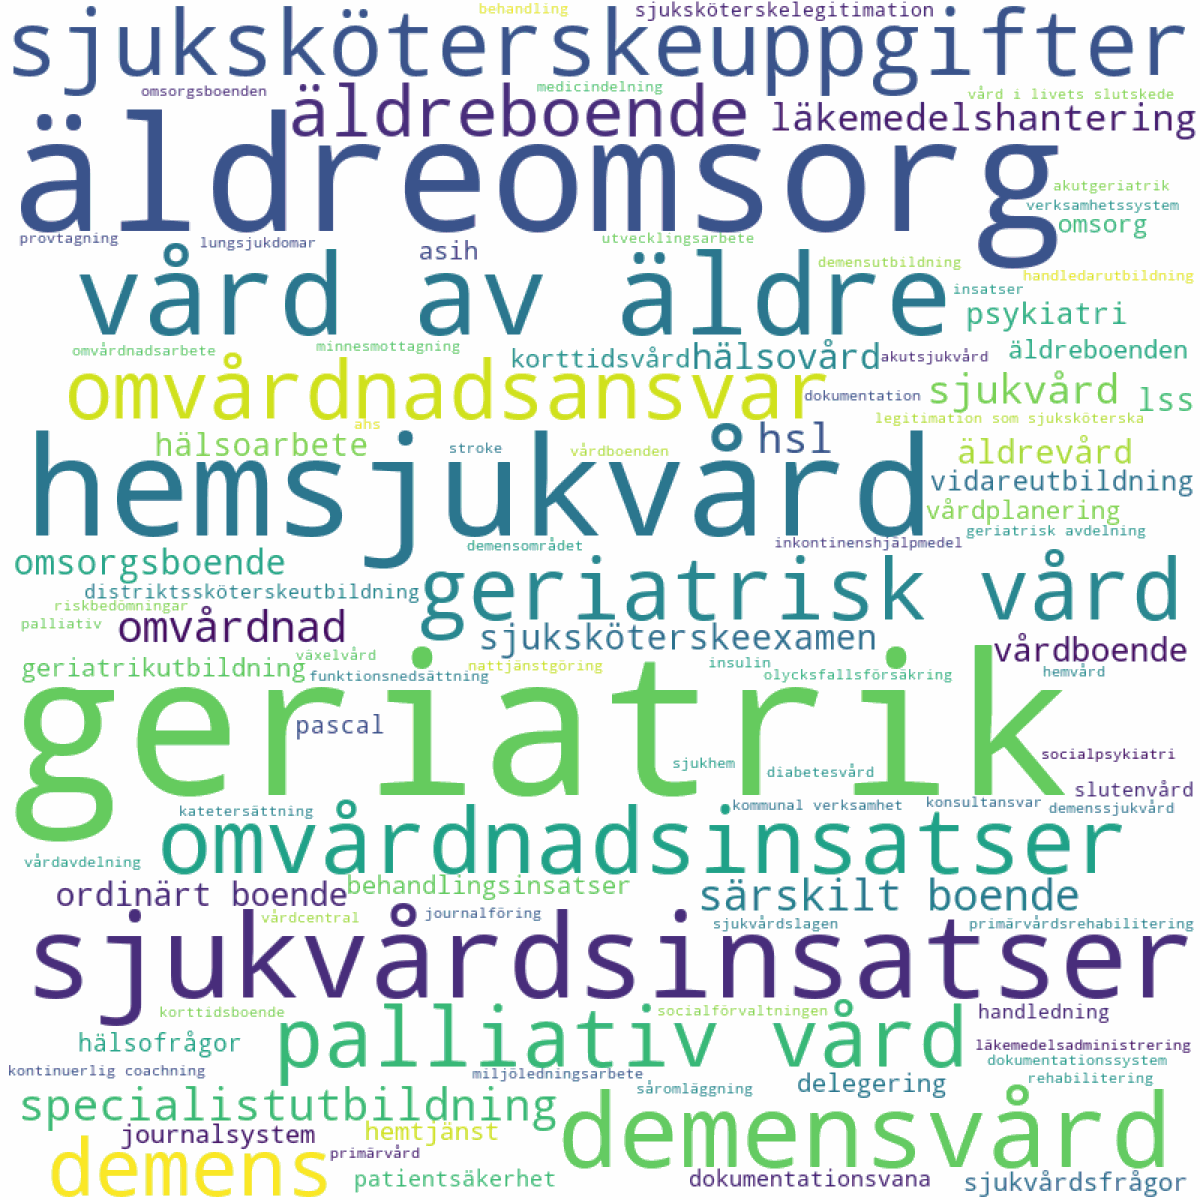 behandling
sjuksköterskelegitimation
sjuksköterskeuppgifter
omsorgsboenden
medicindelning
vård i livets slutskede
äldreboende
läkemedelshantering
äldreomsorg
akutgeriatrik
verksamhetssystem
omsorg
provtagning
lungsjukdomar
asih
utvecklingsarbete
demensutbildning
handledarutbildning
vård av äldre
insatser
psykiatri
omvårdnadsarbete
minnesmottagning
korttidsvård
hälsovård
akutsjukvård
äldreboenden
omvårdnadsansvar
dokumentation
sjukvård
lss
legitimation som sjuksköterska
ahs
hälsoarbete
stroke
vårdboenden
hsl
äldrevård
hemsjukvård
vidareutbildning
vårdplanering
geriatrisk avdelning
omsorgsboende
demensområdet
inkontinenshjälpmedel
distriktssköterskeutbildning
geriatrisk vård
riskbedömningar
palliativ
omvårdnad
sjuksköterskeexamen
vårdboende
geriatrikutbildning
växelvård
funktionsnedsättning
nattjänstgöring
insulin
olycksfallsförsäkring
hemvård
geriatrik
pascal
socialpsykiatri
sjukhem
diabetesvård
slutenvård
katetersättning
kommunal verksamhet
konsultansvar
demenssjukvård
omvårdnadsinsatser
vårdavdelning
ordinärt boende
behandlingsinsatser
särskilt boende
vårdcentral
journalföring
sjukvårdslagen
primärvårdsrehabilitering
sjukvårdsinsatser
korttidsboende
socialförvaltningen
handledning
hälsofrågor
palliativ vård
läkemedelsadministrering
dokumentationssystem
kontinuerlig coachning
miljöledningsarbete
såromläggning
delegering
rehabilitering
specialistutbildning
demensvård
journalsystem
hemtjänst
demens
primärvård
patientsäkerhet
dokumentationsvana
sjukvårdsfrågor